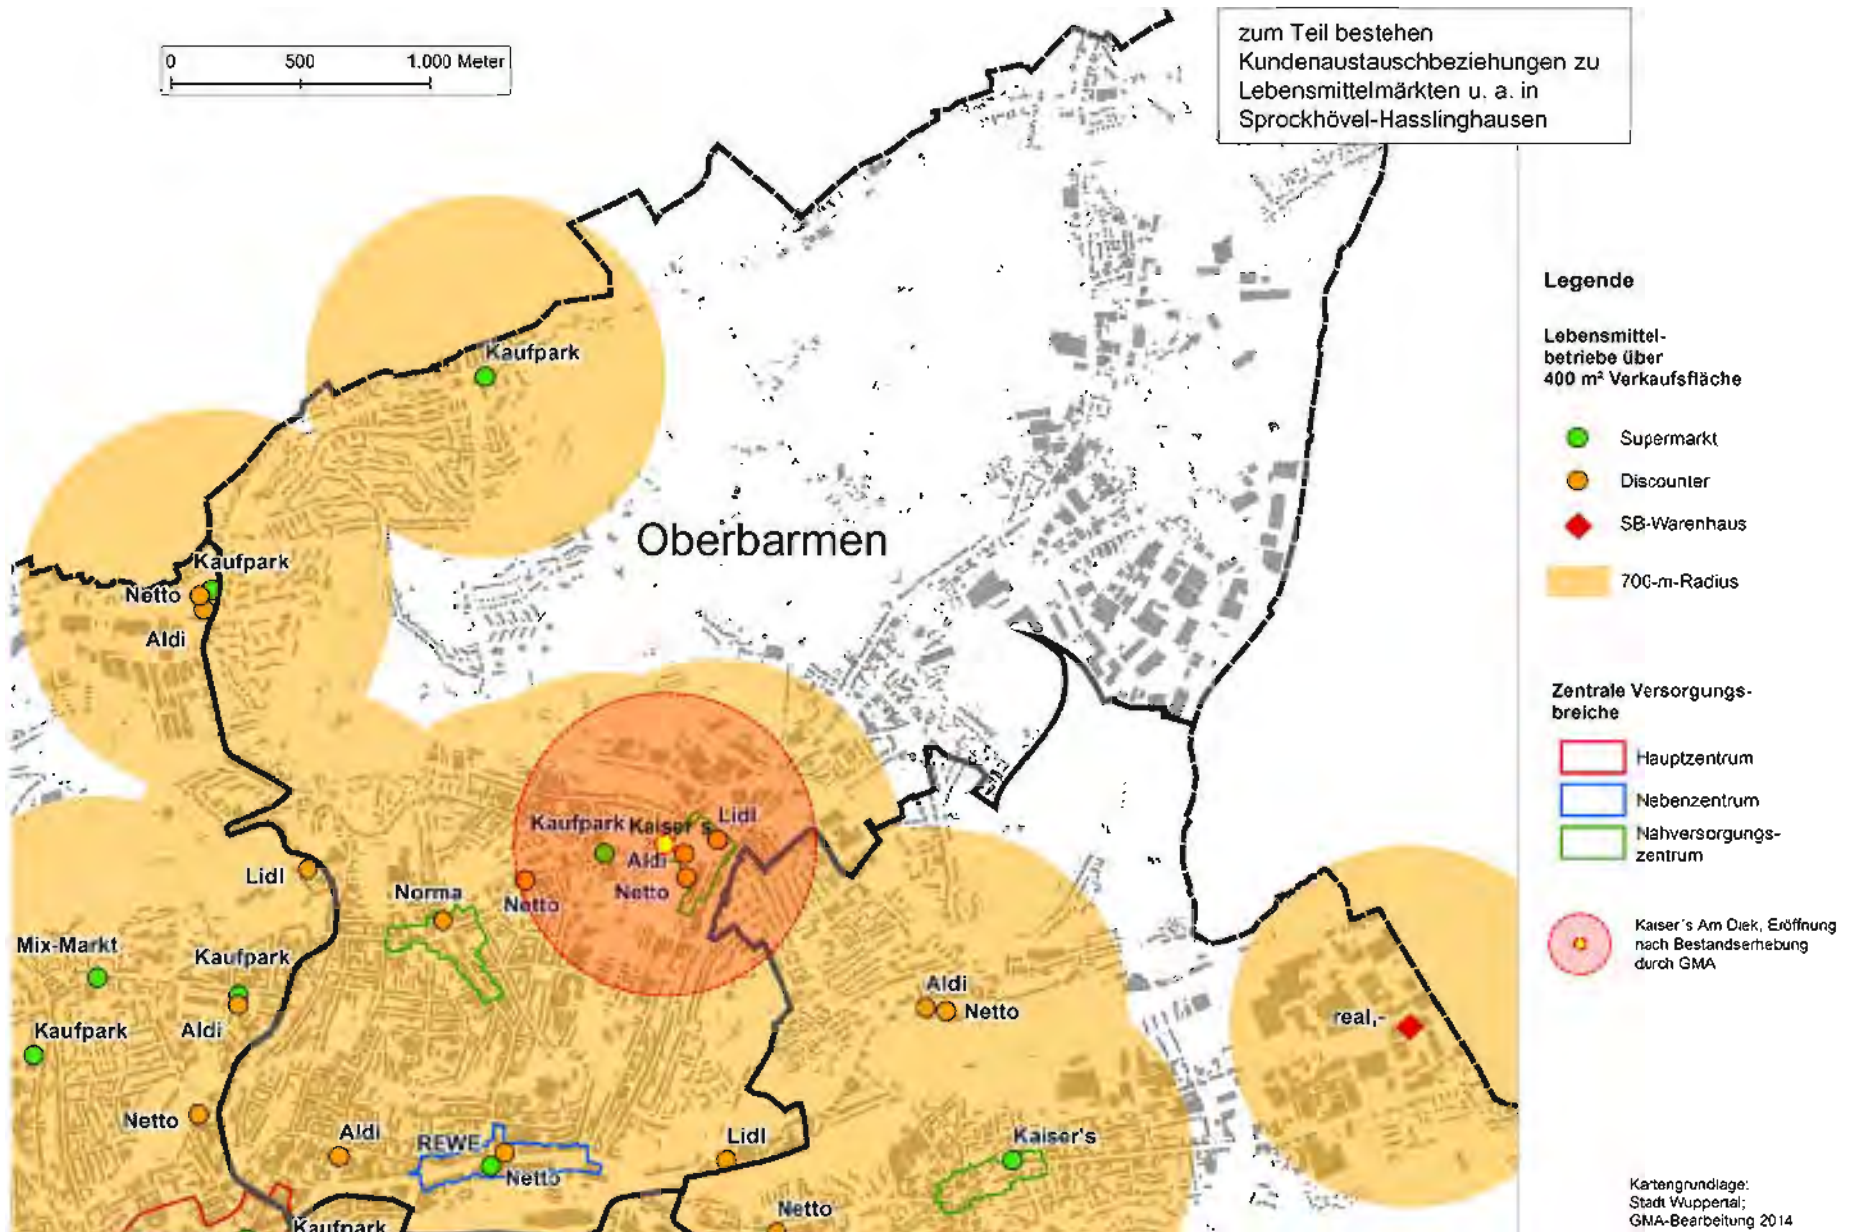 0 500 1.000 Meter
zum Teil bestehen
Kundenaustauschbeziehungen zu
Lebensmittelmärkten u. a. in
Sprockhövel-Hasslinghausen
Kaufpark
Oberbarmen
Kaufpark
Netto
Aldi
Kaufpark
Kaiser's
Lidl
Aldi
Netto
Netto
Lidl
Norma
Mix-Markt
Kaufpark
Aldi
Kaufpark
Netto
Aldi
REWE
Netto
Lidl
Aldi
Netto
real,-
Kaiser's
Netto
Kaufpark
Legende
Lebensmittel-
betriebe über
400 m² Verkaufsfläche
Supermarkt
Discounter
SB-Warenhaus
700-m-Radius
Zentrale Versorgungs-
breiche
Hauptzentrum
Nebenzentrum
Nahversorgungs-
zentrum
Kaiser´s Am Diek, Eröffnung
nach Bestandserhebung
durch GMA
Kartengrundlage:
Stadt Wuppertal;
GMA-Bearbeitung 2014